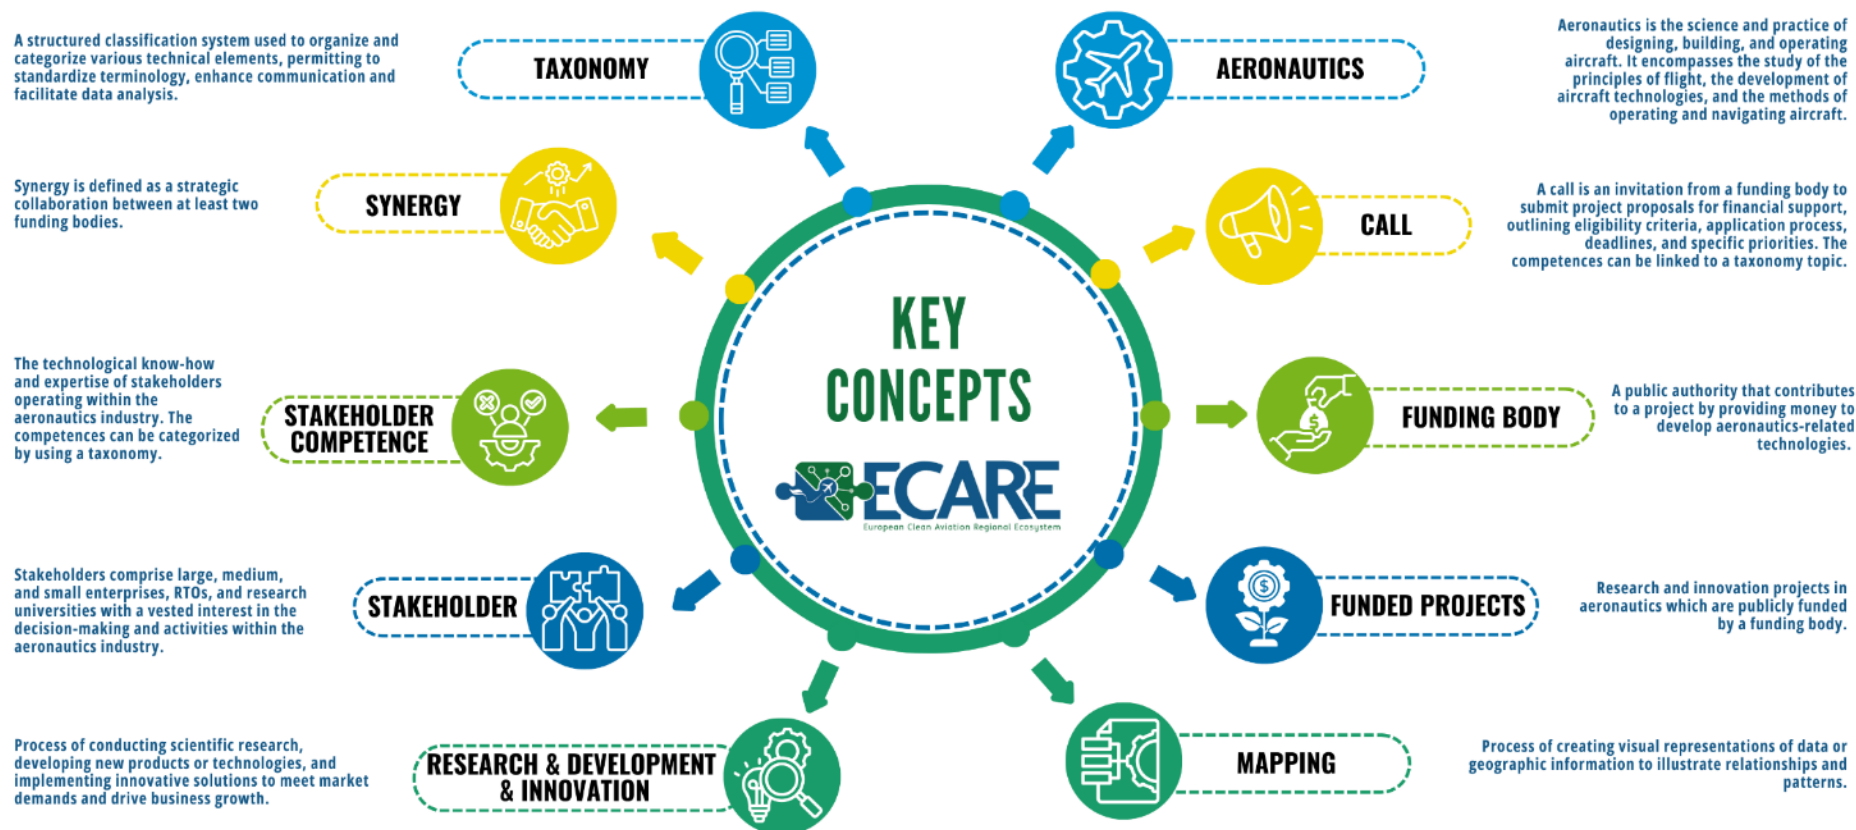 A structured classification system used to organize and
categorize various technical elements, permitting to
standardize terminology, enhance communication and
facilitate data analysis.
TAXONOMY
AERONAUTICS
Aeronautics is the science and practice of
designing, building, and operating
aircraft. It encompasses the study of the
principles of flight, the development of
aircraft technologies, and the methods of
operating and navigating aircraft.
Synergy is defined as a strategic
collaboration between at least two
funding bodies.
SYNERGY
CALL
A call is an invitation from a funding body to
submit project proposals for financial support,
outlining eligibility criteria, application process,
deadlines, and specific priorities. The
competences can be linked to a taxonomy topic.
KEY
CONCEPTS
ECARE
European Clean Aviation Regional Ecosystem
The technological know-how
and expertise of stakeholders
operating within the
aeronautics industry. The
competences can be categorized
by using a taxonomy.
STAKEHOLDER
COMPETENCE
$
FUNDING BODY
A public authority that contributes
to a project by providing money to
develop aeronautics-related
technologies.
Stakeholders comprise large, medium,
and small enterprises, RTOs, and research
universities with a vested interest in the
decision-making and activities within the
aeronautics industry.
STAKEHOLDER
$
FUNDED PROJECTS
Research and innovation projects in
aeronautics which are publicly funded
by a funding body.
Process of conducting scientific research,
developing new products or technologies, and
implementing innovative solutions to meet market
demands and drive business growth.
RESEARCH & DEVELOPMENT
& INNOVATION
MAPPING
Process of creating visual representations of data or
geographic information to illustrate relationships and
patterns.